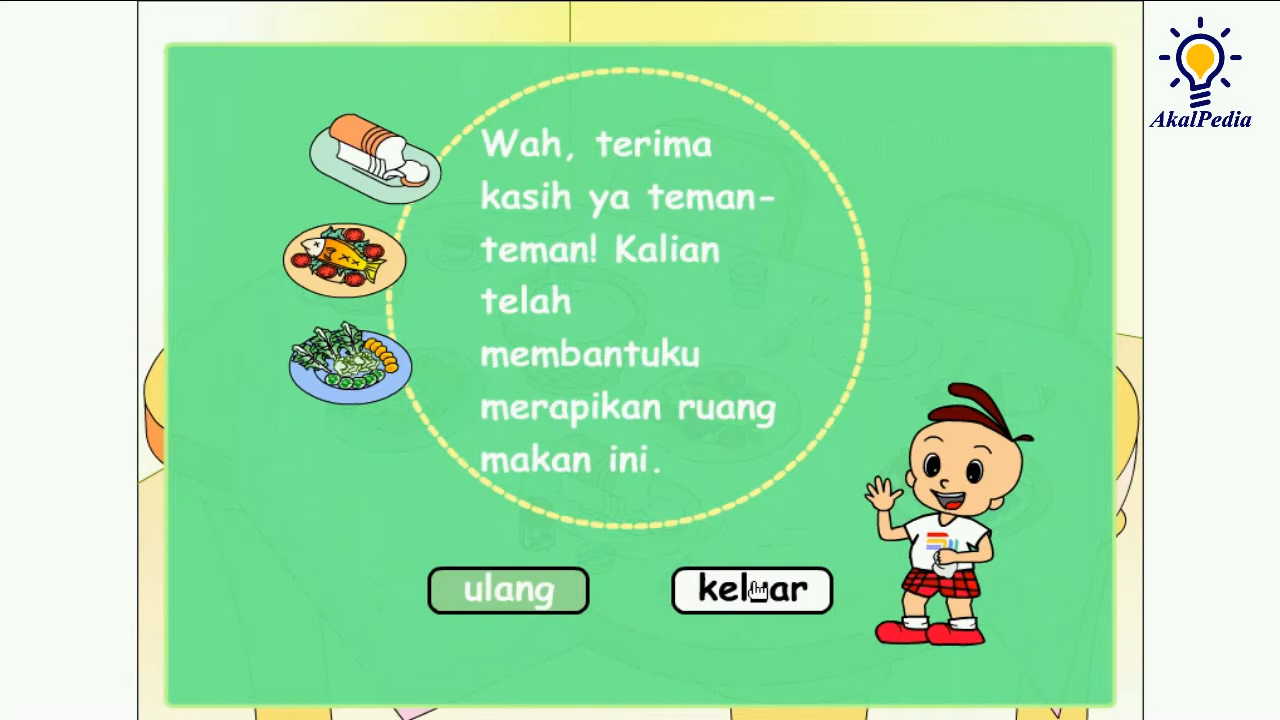 Wah, terima
kasih ya teman-
teman! Kalian
telah
membantuku
merapikan ruang
makan ini.
ulang
keluar
AkalPedia